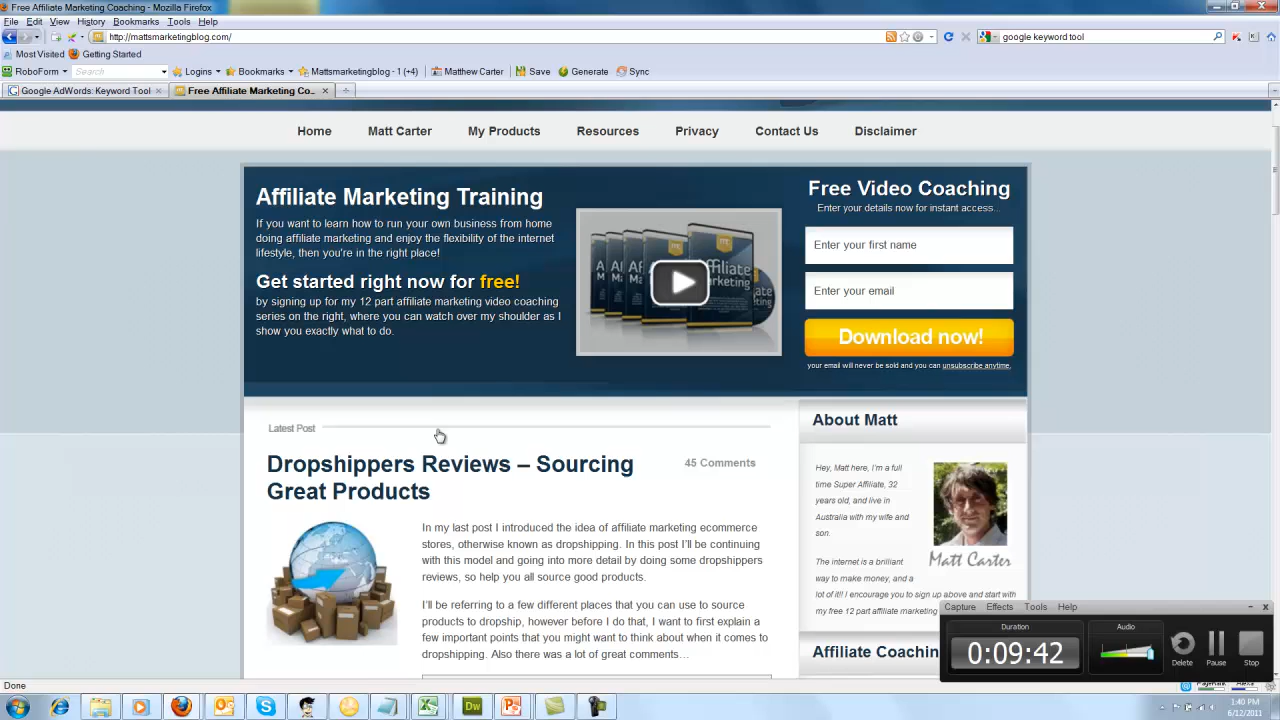 Free Affiliate Marketing Coaching - Mozilla Firefox
File Edit View History Bookmarks Tools Help
http://mattsmarketingblog.com/
google keyword tool
Most Visited Getting Started
RoboForm Search Logins Bookmarks Mattsmarketingblog - 1 (+4) Matthew Carter Save Generate Sync
Google AdWords: Keyword Tool Free Affiliate Marketing Co...
Home Matt Carter My Products Resources Privacy Contact Us Disclaimer
Affiliate Marketing Training
If you want to learn how to run your own business from home
doing affiliate marketing and enjoy the flexibility of the internet
lifestyle, then you're in the right place!
Get started right now for free!
by signing up for my 12 part affiliate marketing video coaching
series on the right, where you can watch over my shoulder as I
show you exactly what to do.
Free Video Coaching
Enter your details now for instant access...
Enter your first name
Enter your email
Download now!
your email will never be sold and you can unsubscribe anytime.
Latest Post
Dropshippers Reviews – Sourcing
Great Products
45 Comments
In my last post I introduced the idea of affiliate marketing ecommerce
stores, otherwise known as dropshipping. In this post I'll be continuing
with this model and going into more detail by doing some dropshippers
reviews, so help you all source good products.
I'll be referring to a few different places that you can use to source
products to dropship, however before I do that, I want to first explain a
few important points that you might want to think about when it comes to
dropshipping. Also there was a lot of great comments…
About Matt
Hey, Matt here, I'm a full
time Super Affiliate, 32
years old, and live in
Australia with my wife and
son.
Matt Carter
The internet is a brilliant
way to make money, and a
lot of it!! I encourage you to sign up above and start with
my free 12 part affiliate marketing
Affiliate Coachin
Capture Effects Tools Help
Duration
0:09:42
Audio
Delete Pause Stop
Done
PageRank Alexa
1:40 PM
6/12/2011